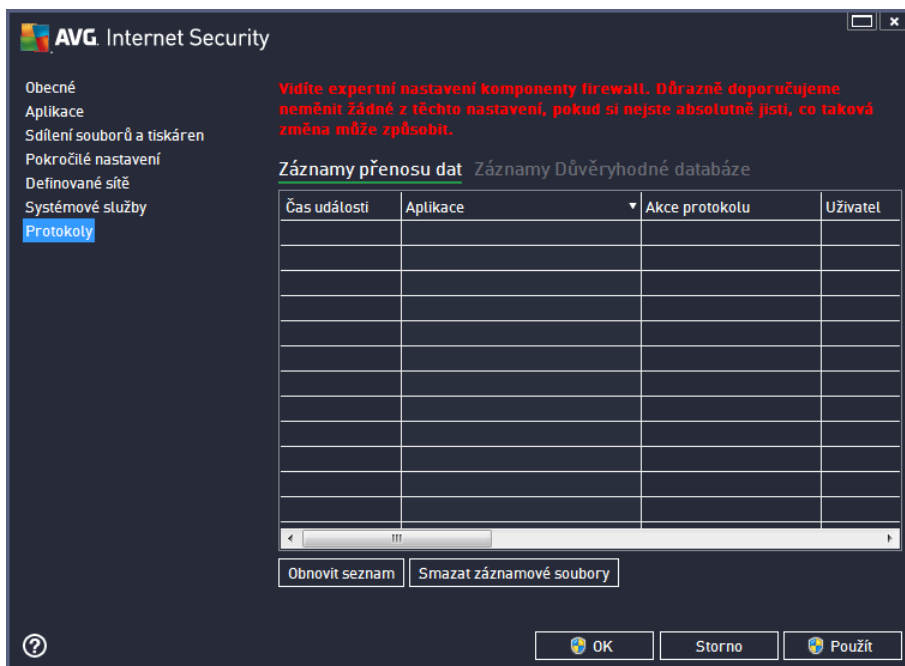 AVG. Internet Security
Obecné
Aplikace
Sdílení souborů a tiskáren
Pokročilé nastavení
Definované sítě
Systémové služby
Protokoly
Vidíte expertní nastavení komponenty firewall. Důrazně doporučujeme
neměnit žádné z těchto nastavení, pokud si nejste absolutně jisti, co taková
změna může způsobit.
Záznamy přenosu dat Záznamy Důvěryhodné databáze
Čas události Aplikace Akce protokolu Uživatel
Obnovit seznam Smazat záznamové soubory
OK Storno Použít